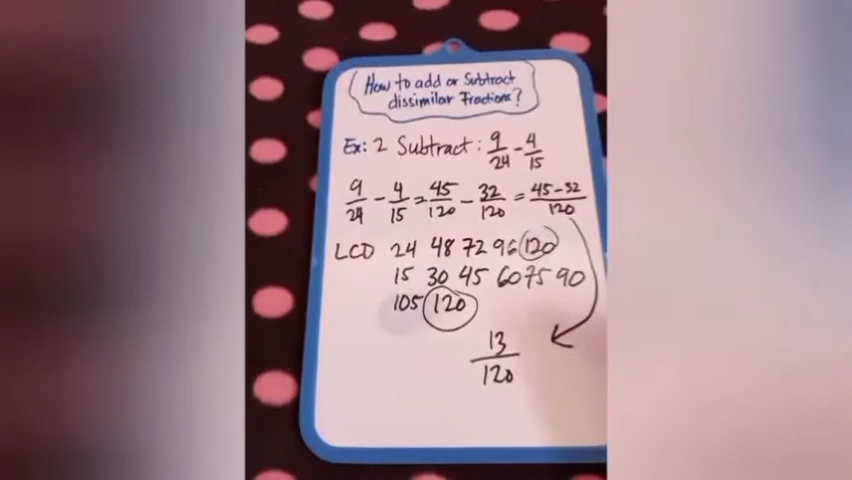 How to add or Subtract
dissimilar Fractions?
Ex: 2 Subtract: 9/24 - 4/15
9/24 - 4/15 = 45/120 - 32/120 = 45-32/120
LCD 24 48 72 96 120
15 30 45 60 75 90
105 120
13/120